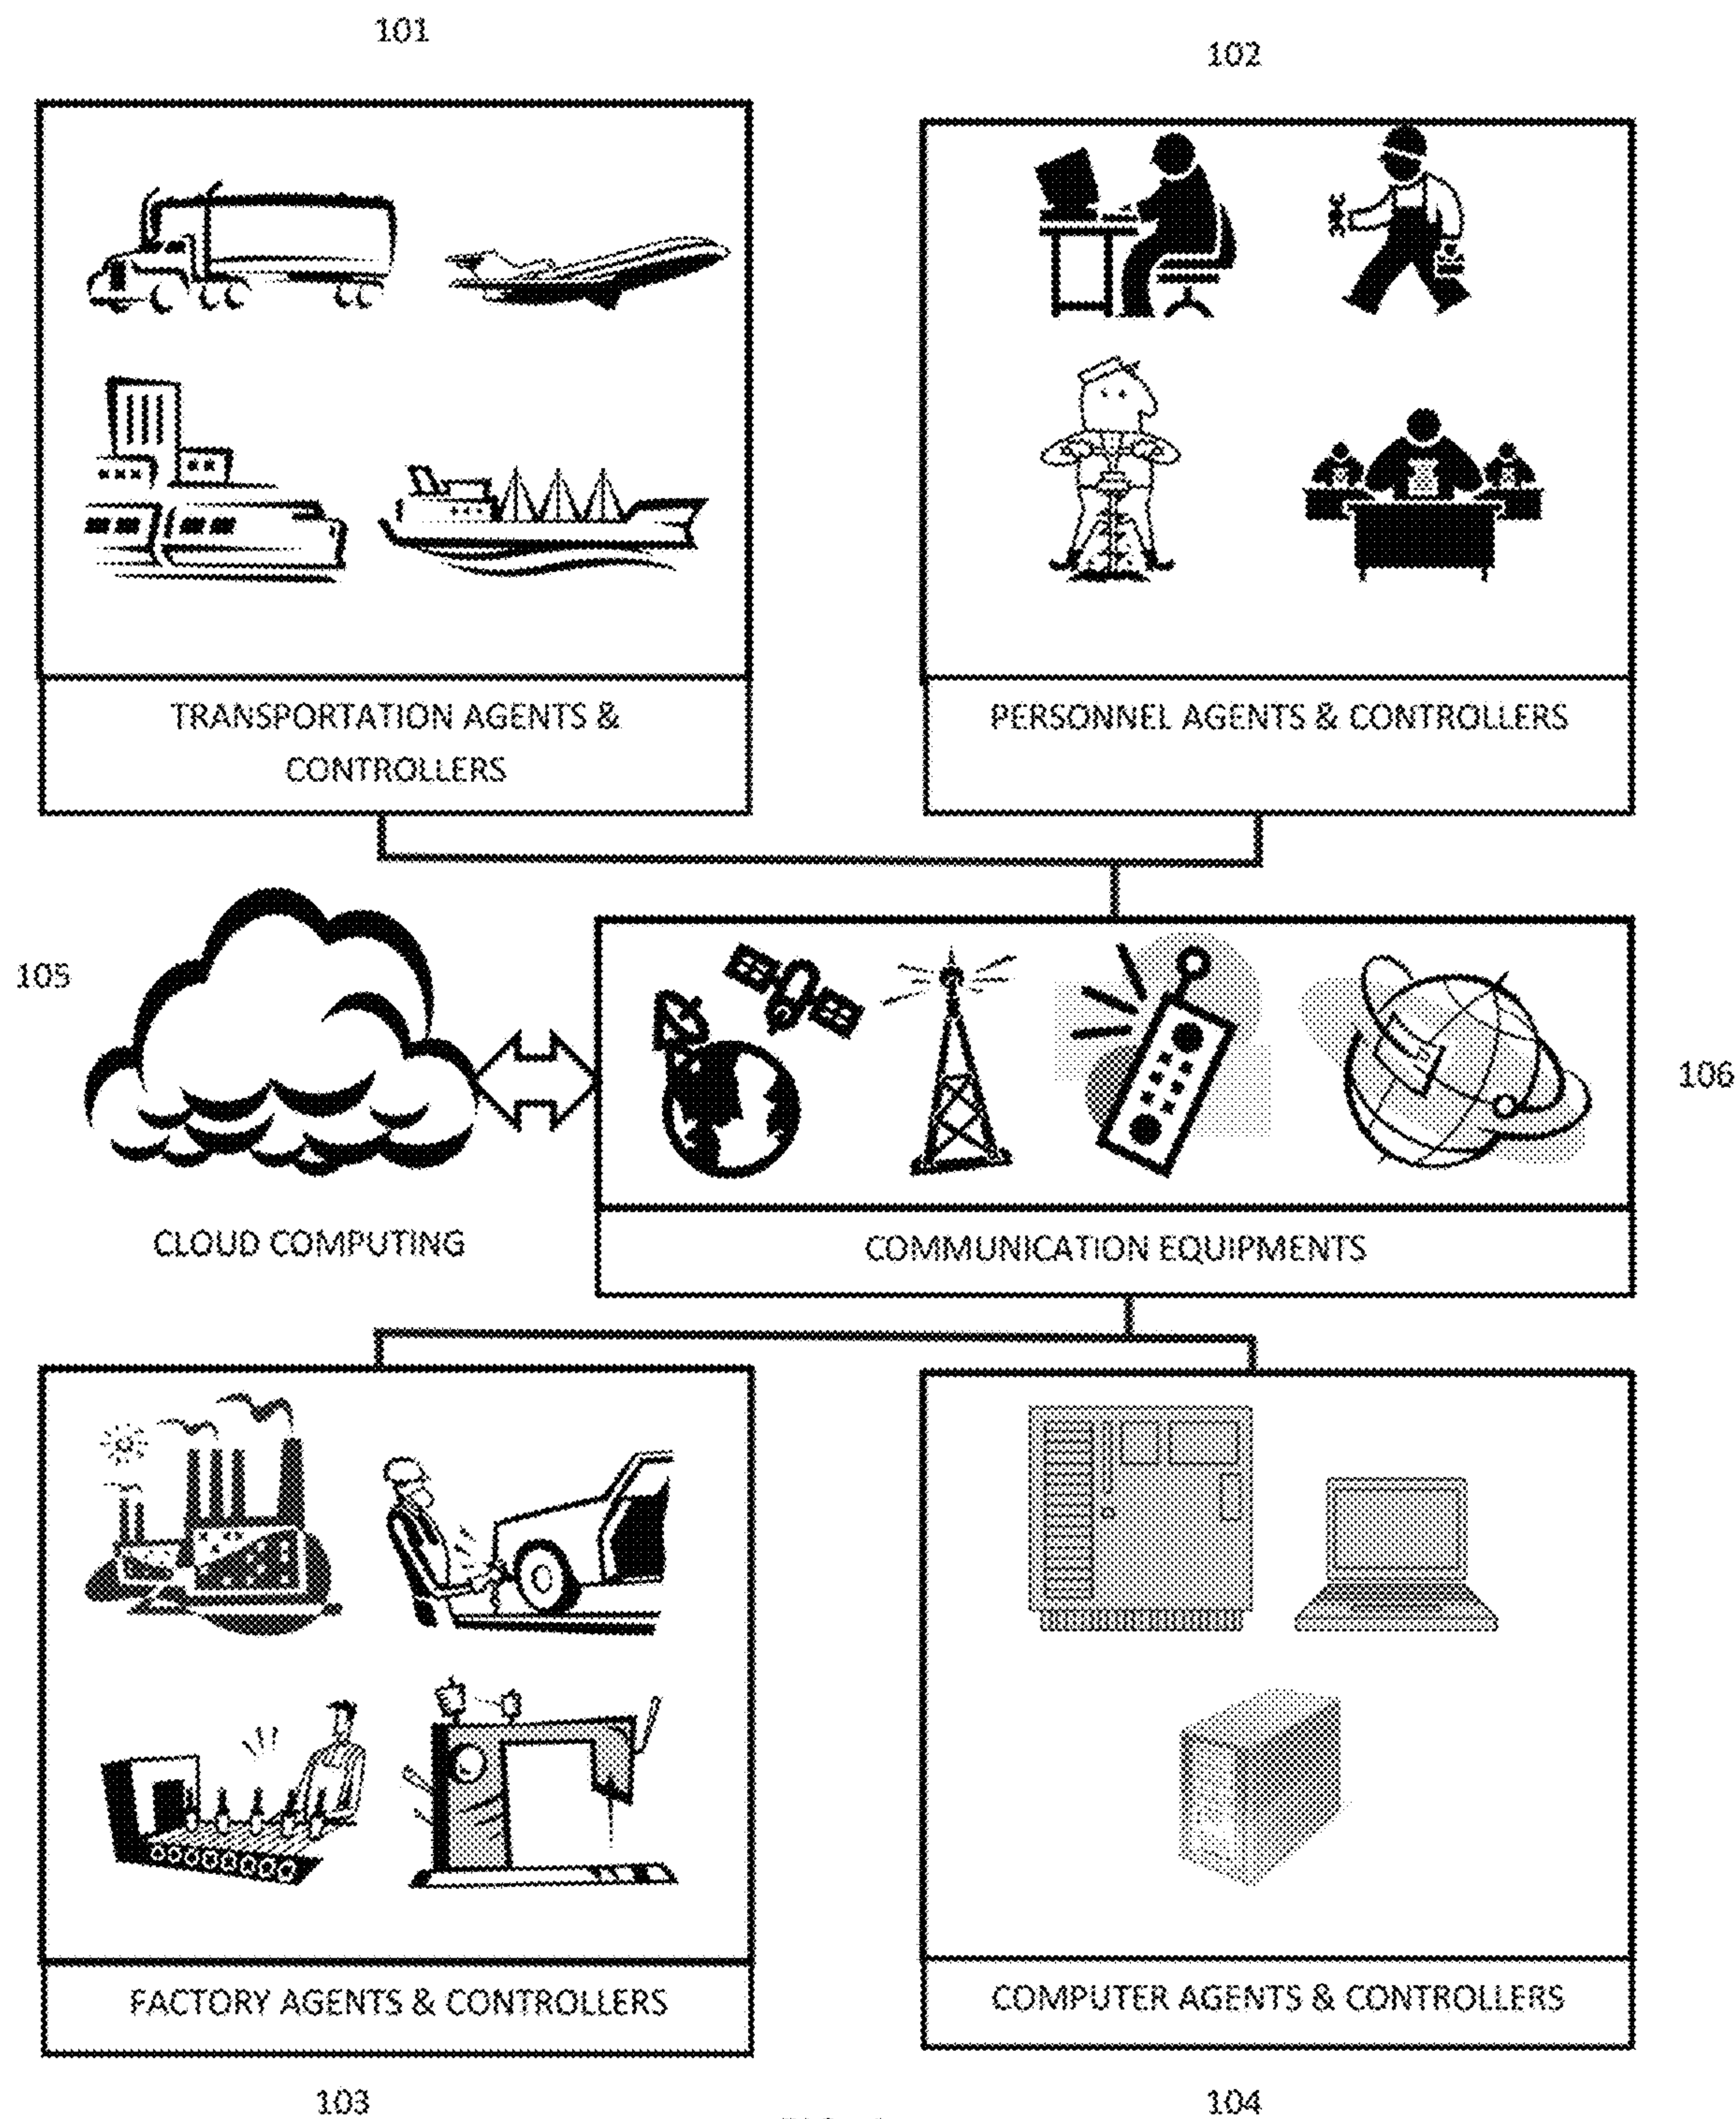 101
102
TRANSPORTATION AGENTS &
CONTROLLERS
PERSONNEL AGENTS & CONTROLLERS
105
106
CLOUD COMPUTING
COMMUNICATION EQUIPMENTS
FACTORY AGENTS & CONTROLLERS
COMPUTER AGENTS & CONTROLLERS
103
104